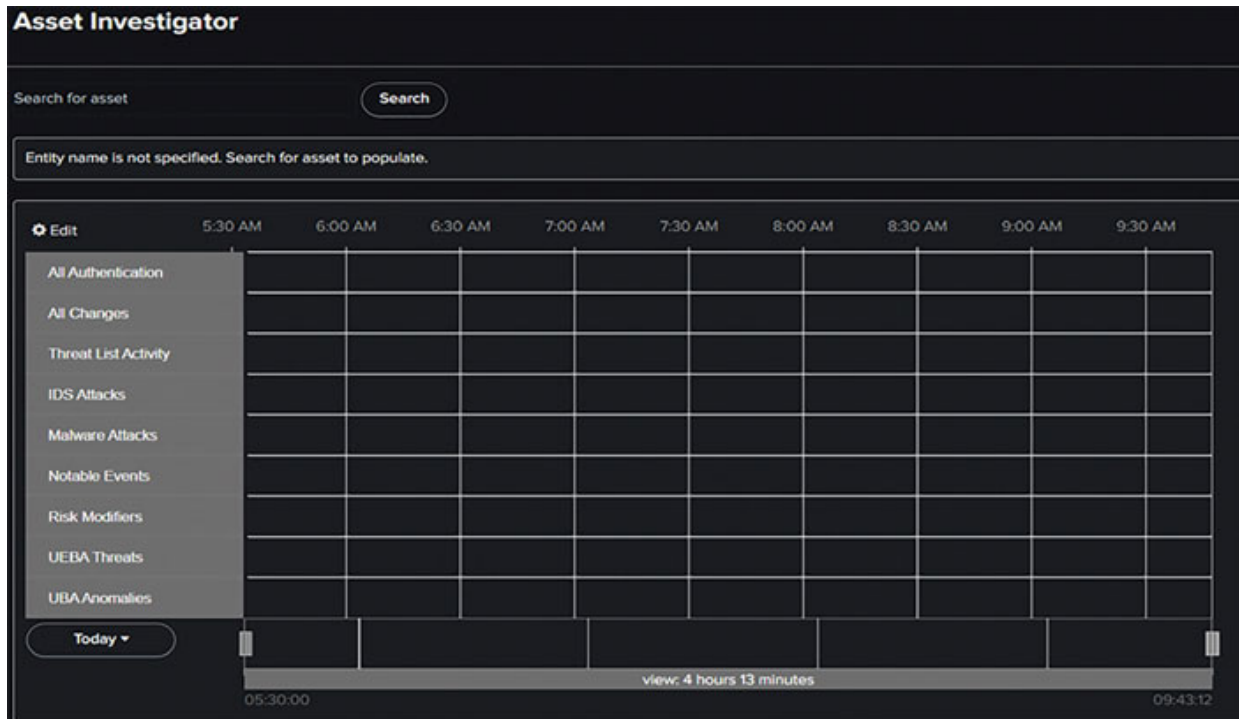 Asset Investigator
Search for asset
Search
Entity name is not specified. Search for asset to populate.
Edit
5:30 AM 6:00 AM 6:30 AM 7:00 AM 7:30 AM 8:00 AM 8:30 AM 9:00 AM 9:30 AM
All Authentication
All Changes
Threat List Activity
IDS Attacks
Malware Attacks
Notable Events
Risk Modifiers
UEBA Threats
UBA Anomalies
Today
view: 4 hours 13 minutes
05:30:00 09:43:12